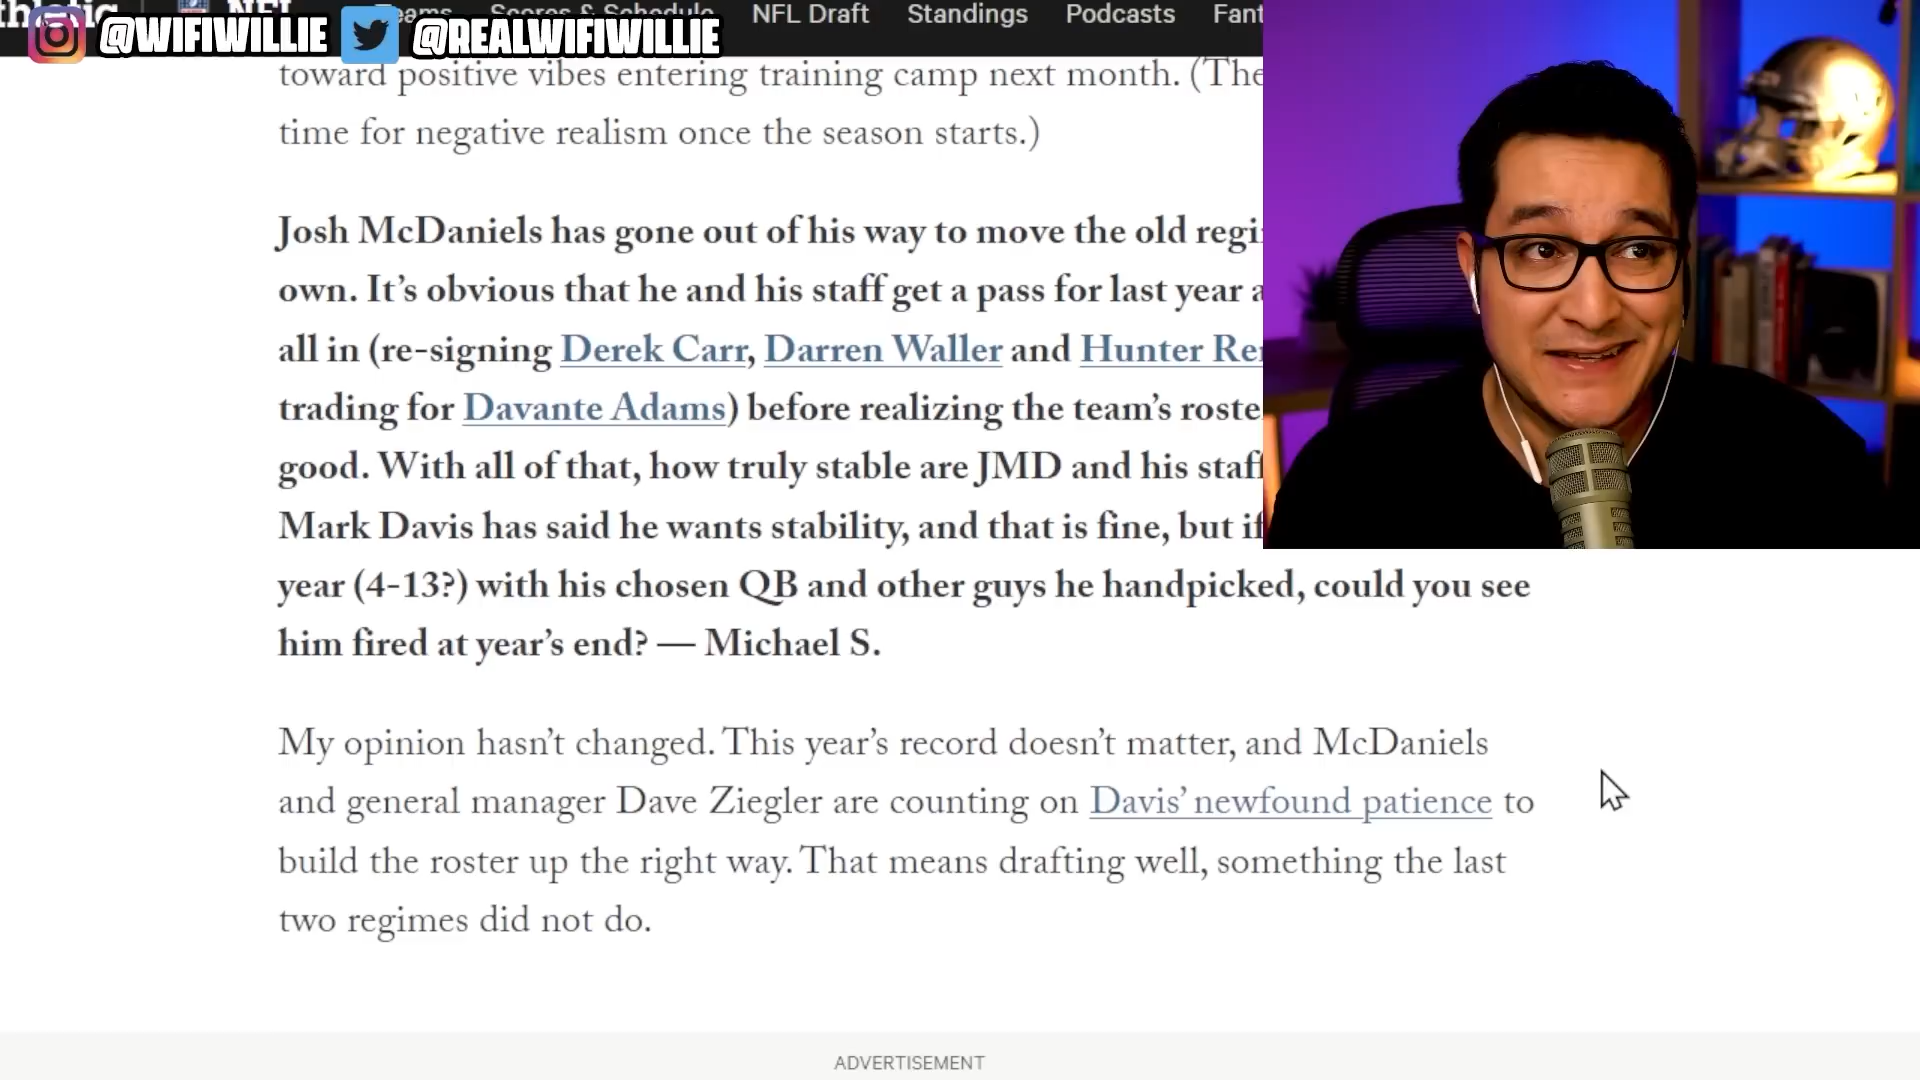 NFL Draft Standings Podcasts
@WIFIWILLIE @REALWIFIWILLIE
toward positive vibes entering training camp next month. (The
time for negative realism once the season starts.)
Josh McDaniels has gone out of his way to move the old
own. It's obvious that he and his staff get a pass for last year
all in (re-signing Derek Carr, Darren Waller and Hunter
trading for Davante Adams) before realizing the team's
good. With all of that, how truly stable are JMD and his staff
Mark Davis has said he wants stability, and that is fine, but if
year (4-13?) with his chosen QB and other guys he handpicked, could you see
him fired at year's end? — Michael S.
My opinion hasn't changed. This year's record doesn't matter, and McDaniels
and general manager Dave Ziegler are counting on Davis' newfound patience to
build the roster up the right way. That means drafting well, something the last
two regimes did not do.
ADVERTISEMENT